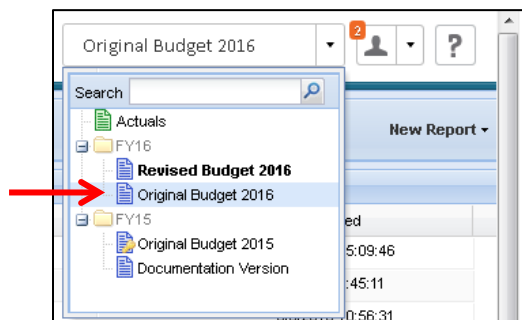 Original Budget 2016
2
?
Search
Actuals
New Report
FY16
Revised Budget 2016
Original Budget 2016
FY15
ed
Original Budget 2015
5:09:46
Documentation Version
:45:11
0:56:31